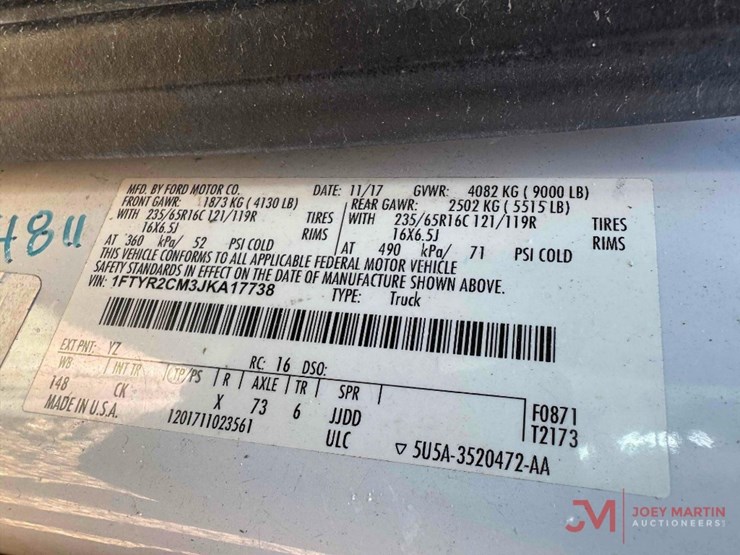 4811
MFD. BY FORD MOTOR CO. DATE: 11/17 GVWR: 4082 KG ( 9000 LB)
FRONT GAWR: 1873 KG ( 4130 LB) REAR GAWR: 2502 KG ( 5515 LB)
WITH 235/65R16C 121/119R TIRES WITH 235/65R16C 121/119R TIRES
16X6.5J RIMS 16X6.5J RIMS
AT 360 kPa/ 52 PSI COLD AT 490 kPa/ 71 PSI COLD
THIS VEHICLE CONFORMS TO ALL APPLICABLE FEDERAL MOTOR VEHICLE
SAFETY STANDARDS IN EFFECT ON THE DATE OF MANUFACTURE SHOWN ABOVE.
VIN: 1FTYR2CM3JKA17738 TYPE: Truck
EXT PNT: YZ RC: 16 DSO:
WB INT TR TP/PS R AXLE TR SPR
148 CK X 73 6 JJDD F0871
MADE IN U.S.A. 1201711023561 ULC T2173
▽ 5U5A-3520472-AA
JM JOEY MARTIN
AUCTIONEERS